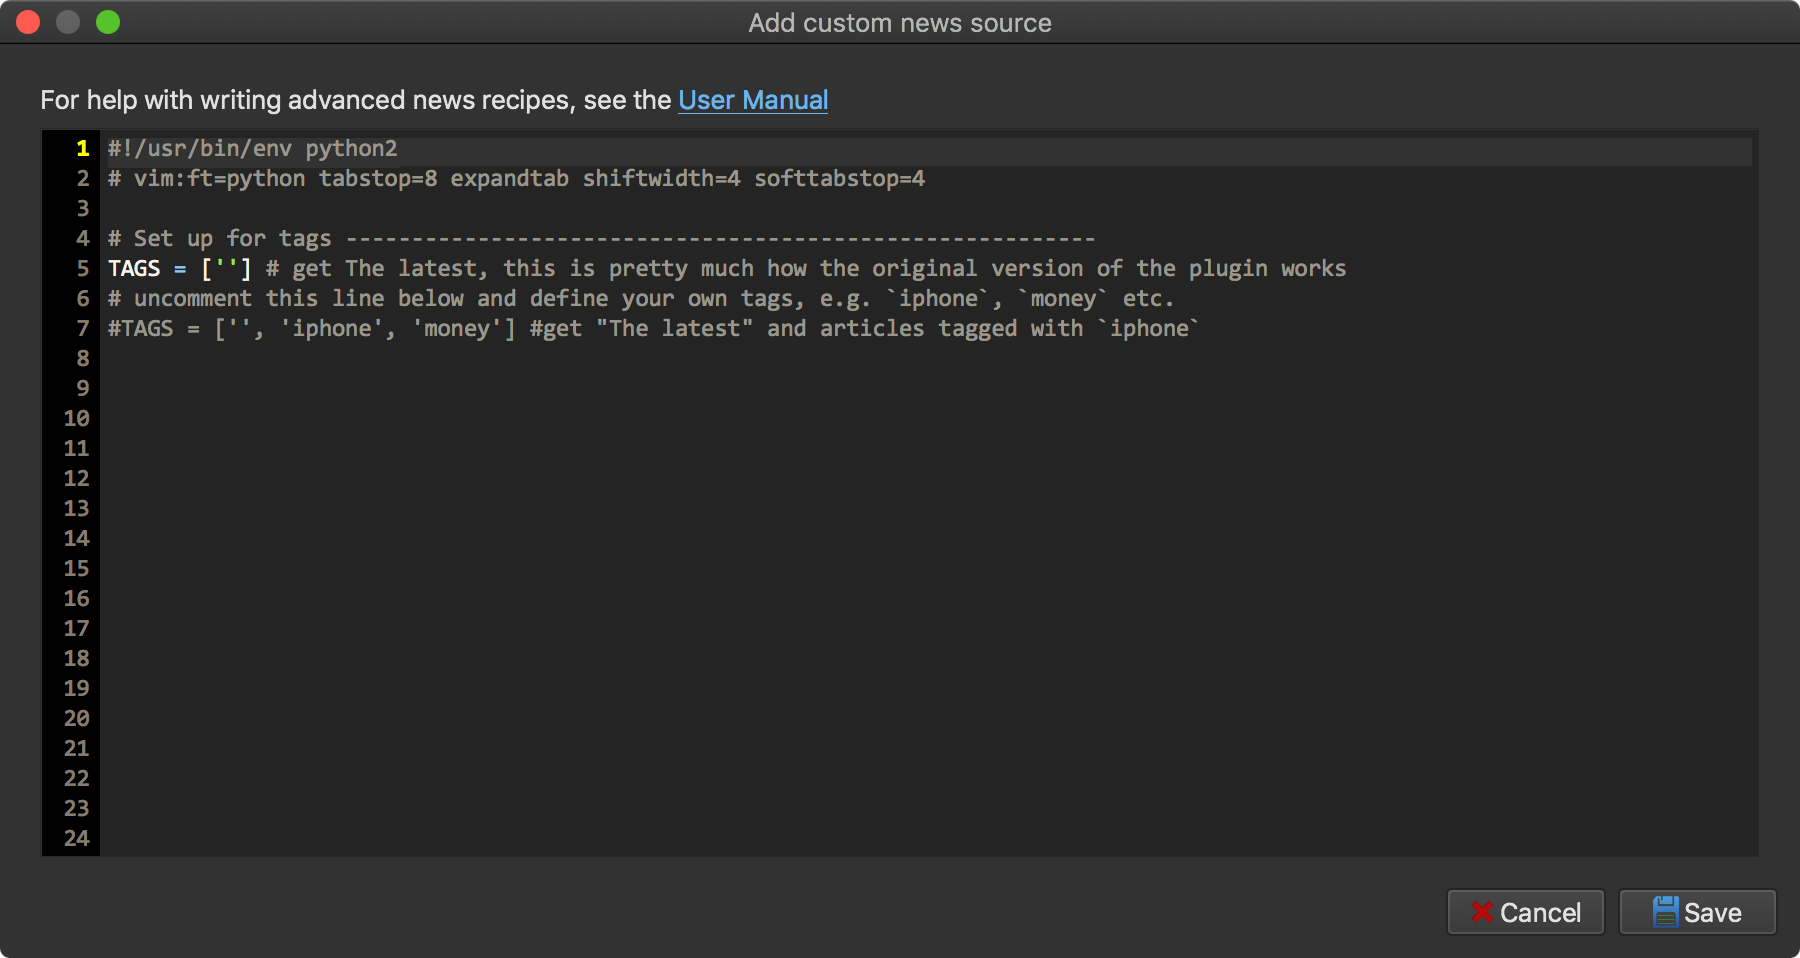 Add custom news source
For help with writing advanced news recipes, see the User Manual
1 #!/usr/bin/env python2
2 # vim:ft=python tabstop=8 expandtab shiftwidth=4 softtabstop=4
3
4 # Set up for tags ---------------------------------------------------------
5 TAGS = [''] # get The latest, this is pretty much how the original version of the plugin works
6 # uncomment this line below and define your own tags, e.g. `iphone`, `money` etc.
7 #TAGS = ['', 'iphone', 'money'] #get "The latest" and articles tagged with `iphone`
8
9
10
11
12
13
14
15
16
17
18
19
20
21
22
23
24
Cancel Save